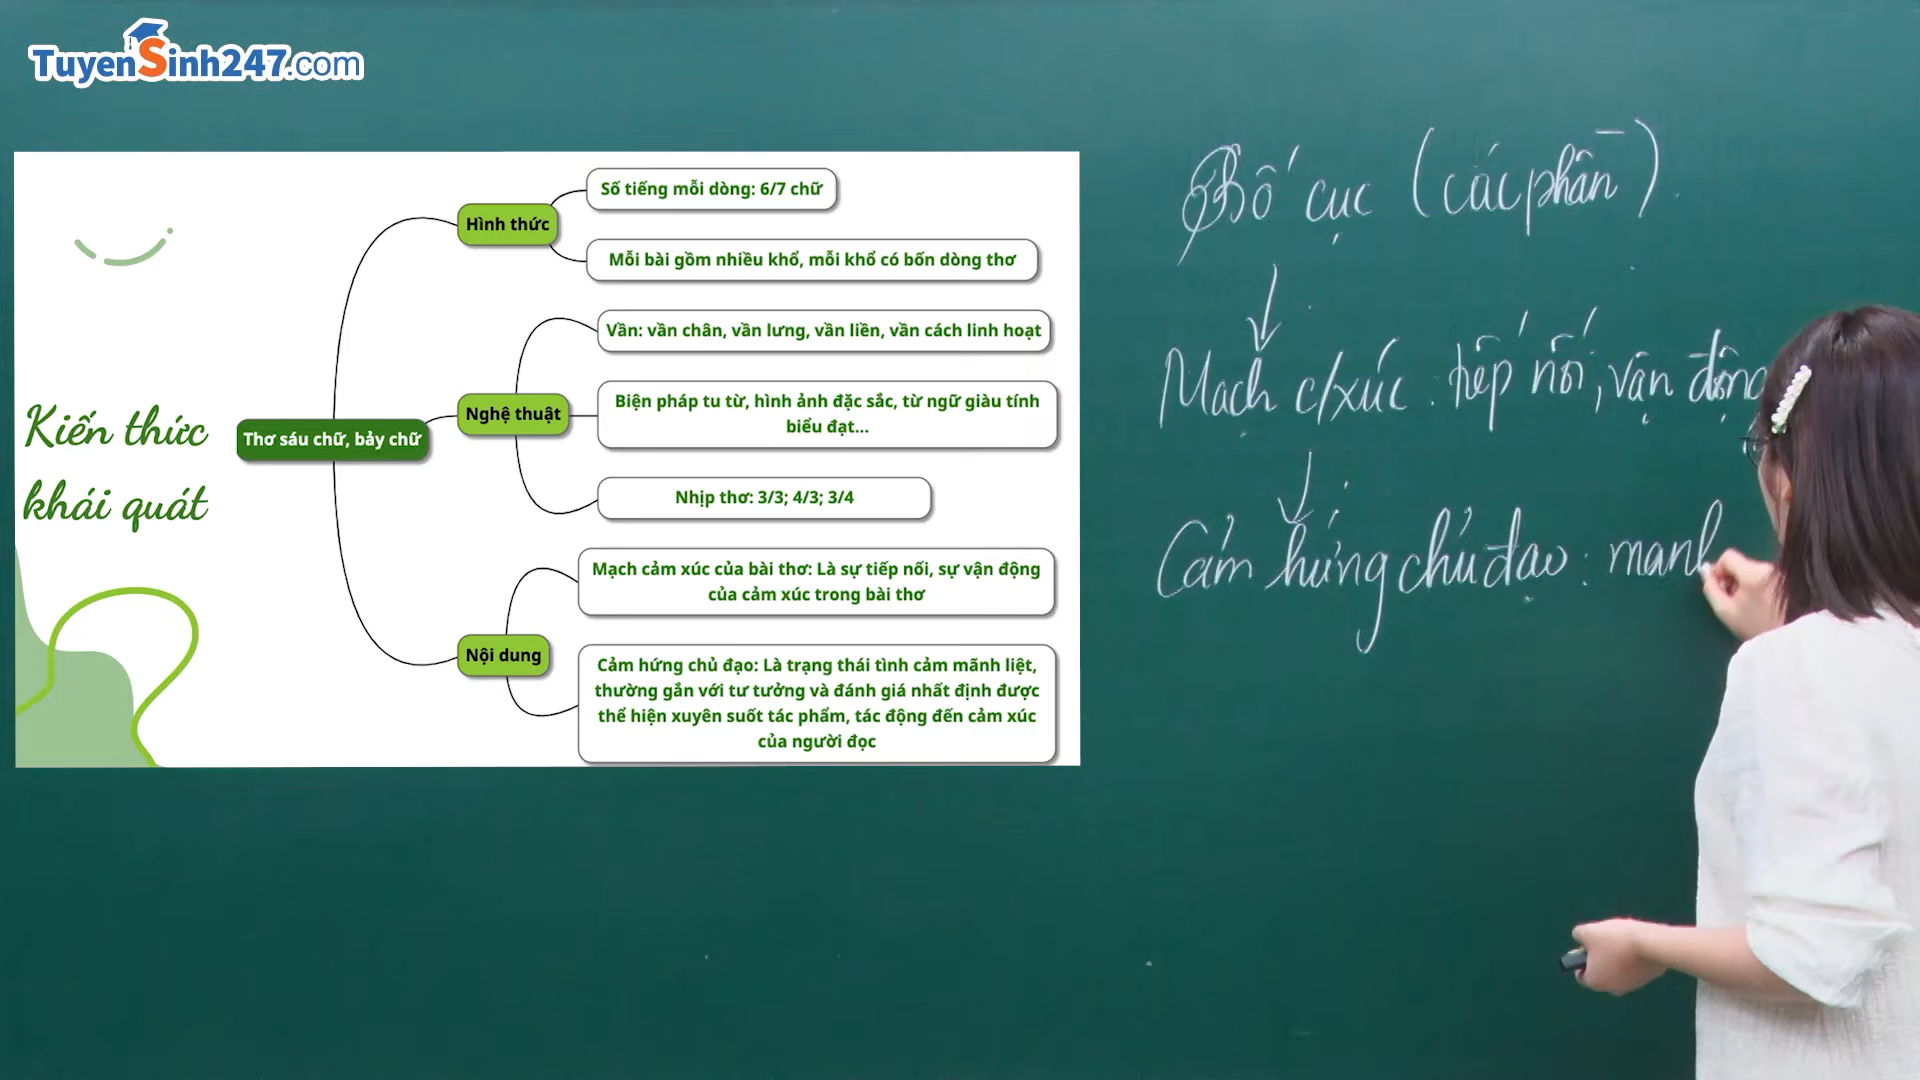 TuyenSinh247.com
Kiến thức
khái quát
Thơ sáu chữ, bảy chữ
Hình thức
Số tiếng mỗi dòng: 6/7 chữ
Mỗi bài gồm nhiều khổ, mỗi khổ có bốn dòng thơ
Nghệ thuật
Vần: vần chân, vần lưng, vần liền, vần cách linh hoạt
Biện pháp tu từ, hình ảnh đặc sắc, từ ngữ giàu tính
biểu đạt...
Nhịp thơ: 3/3; 4/3; 3/4
Nội dung
Mạch cảm xúc của bài thơ: Là sự tiếp nối, sự vận động
của cảm xúc trong bài thơ
Cảm hứng chủ đạo: Là trạng thái tình cảm mãnh liệt,
thường gắn với tư tưởng và đánh giá nhất định được
thể hiện xuyên suốt tác phẩm, tác động đến cảm xúc
của người đọc
Bố cục (các phần).
Mạch c/xúc: tiếp nối, vận động
Cảm hứng chủ đạo: manh